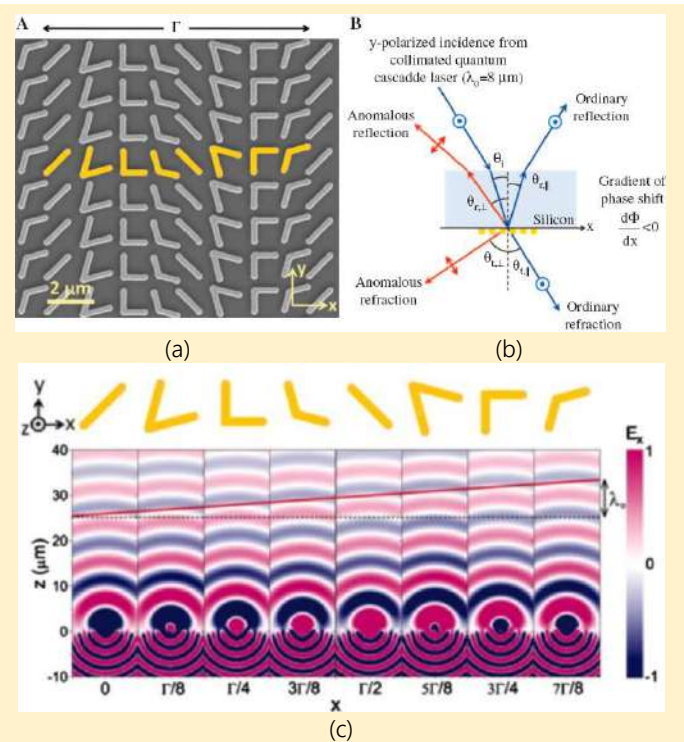 A
Γ
2 μm
y
x
(a)
B
y-polarized incidence from
collimated quantum
cascadde laser (λ₀=8 μm)
Ordinary
reflection
Anomalous
reflection
θi
θr,∥
θr,⊥
Gradient of
phase shift
dΦ/dx <0
Silicon
x
θt,⊥
θt,∥
Anomalous
refraction
Ordinary
refraction
(b)
y
z
x
Ex
40
30
20
10
0
-10
z (μm)
λ₀
1
0
-1
0 Γ/8 Γ/4 3Γ/8 Γ/2 5Γ/8 3Γ/4 7Γ/8
x
(c)